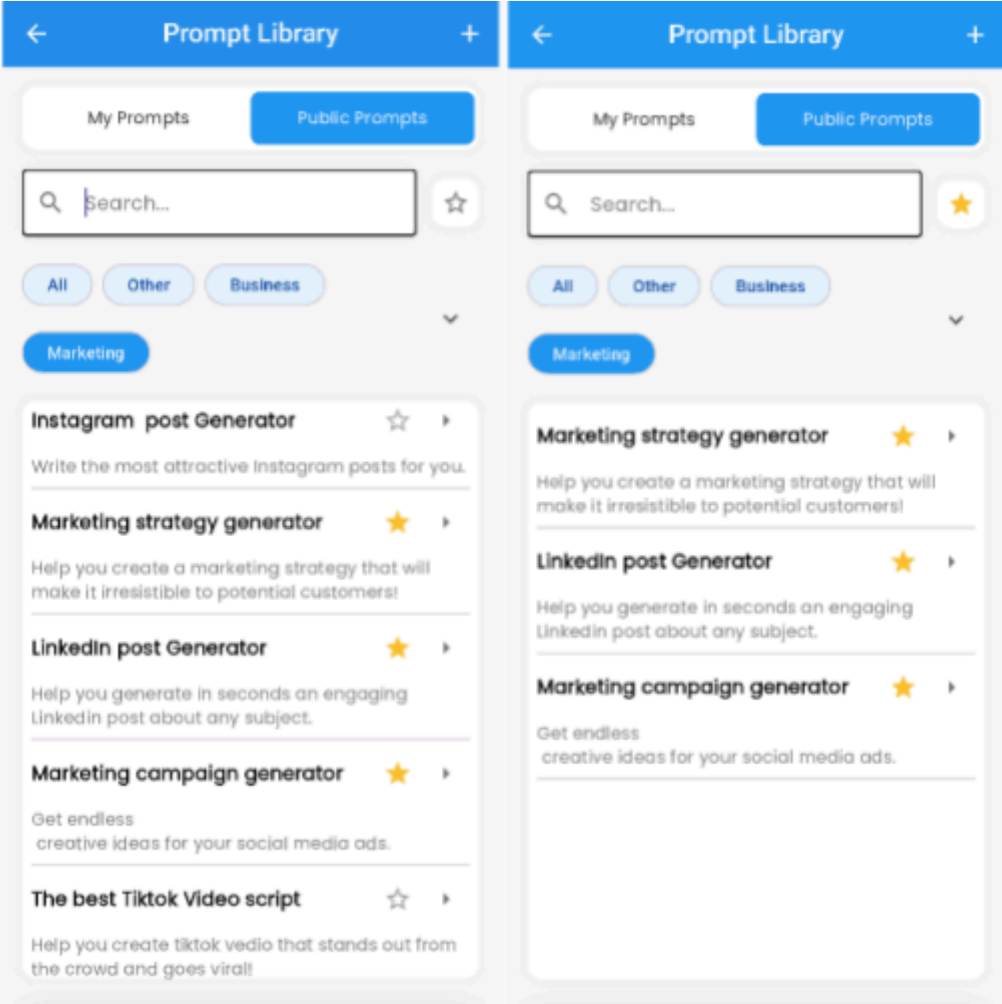 Prompt Library
My Prompts
Public Prompts
Search...
All
Other
Business
Marketing
Instagram post Generator
Write the most attractive Instagram posts for you.
Marketing strategy generator
Help you create a marketing strategy that will
make it irresistible to potential customers!
LinkedIn post Generator
Help you generate in seconds an engaging
Linkedin post about any subject.
Marketing campaign generator
Get endless
creative ideas for your social media ads.
The best Tiktok Video script
Help you create tiktok vedio that stands out from
the crowd and goes viral!
Prompt Library
My Prompts
Public Prompts
Search...
All
Other
Business
Marketing
Marketing strategy generator
Help you create a marketing strategy that will
make it irresistible to potential customers!
LinkedIn post Generator
Help you generate in seconds an engaging
Linkedin post about any subject.
Marketing campaign generator
Get endless
creative ideas for your social media ads.